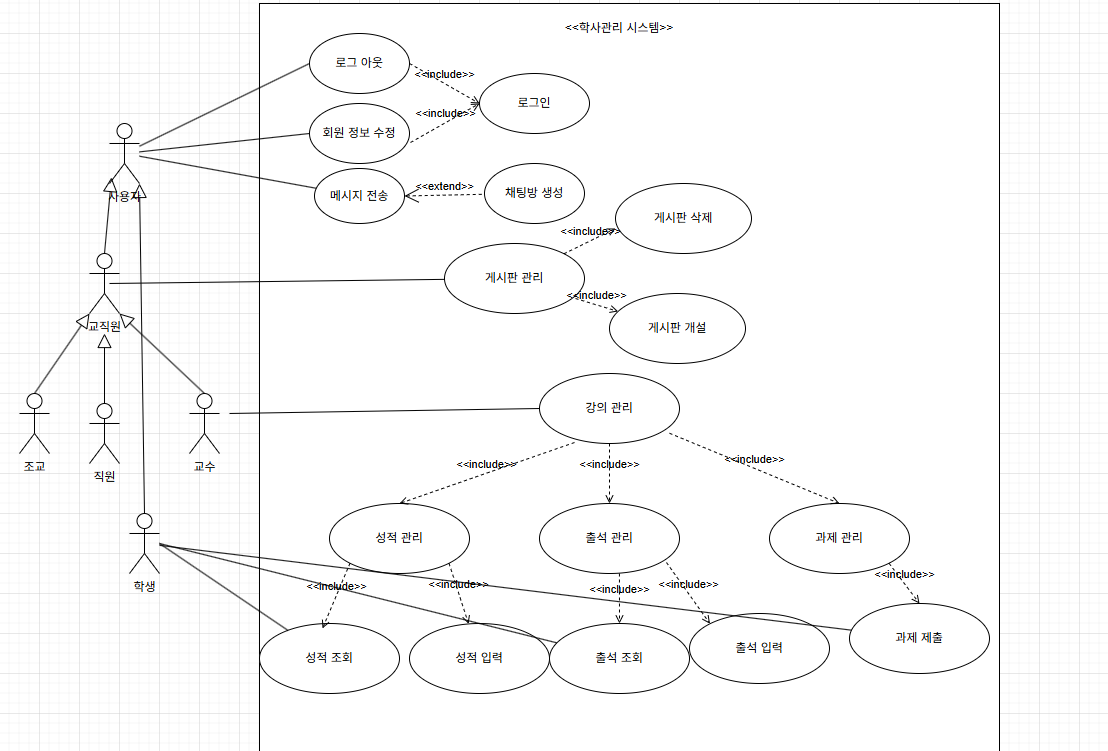 <<학사관리 시스템>>
로그 아웃
<<include>>
로그인
<<include>>
회원 정보 수정
사용자
메시지 전송
<<extend>>
채팅방 생성
게시판 삭제
<<include>>
게시판 관리
<<include>>
게시판 개설
교직원
조교
직원
교수
강의 관리
<<include>>
<<include>>
<<include>>
성적 관리
출석 관리
과제 관리
학생
<<include>>
<<include>>
<<include>>
<<include>>
<<include>>
성적 조회
성적 입력
출석 조회
출석 입력
과제 제출